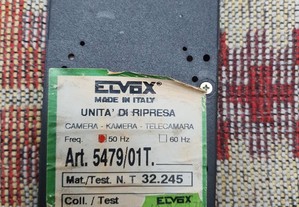 ELVOX
MADE IN ITALY
UNITA' DI RIPRESA
CAMERA - KAMERA - TELECAMARA
Freq. 50 Hz 60 Hz
Art. 5479/01T.
Mat./Test. N. T 32.245
Coll. / Test ELVOX